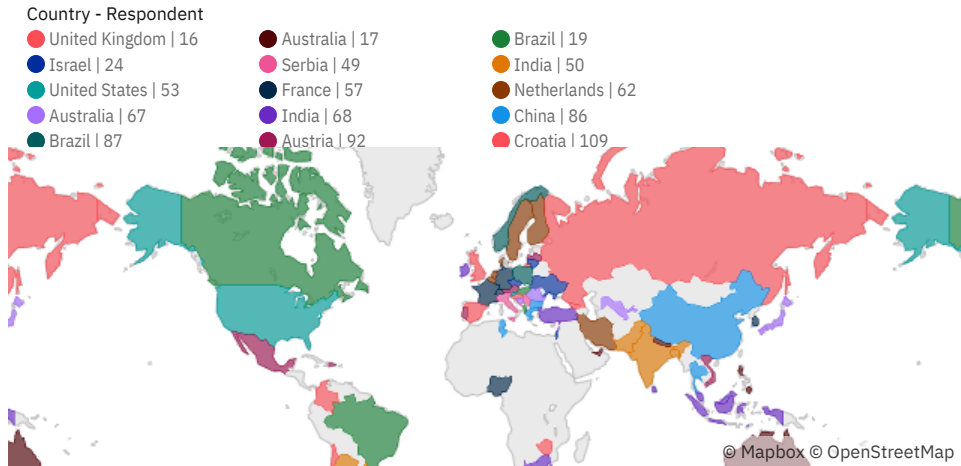 Country - Respondent
United Kingdom | 16
Israel | 24
United States | 53
Australia | 67
Brazil | 87
Australia | 17
Serbia | 49
France | 57
India | 68
Austria | 92
Brazil | 19
India | 50
Netherlands | 62
China | 86
Croatia | 109
© Mapbox © OpenStreetMap